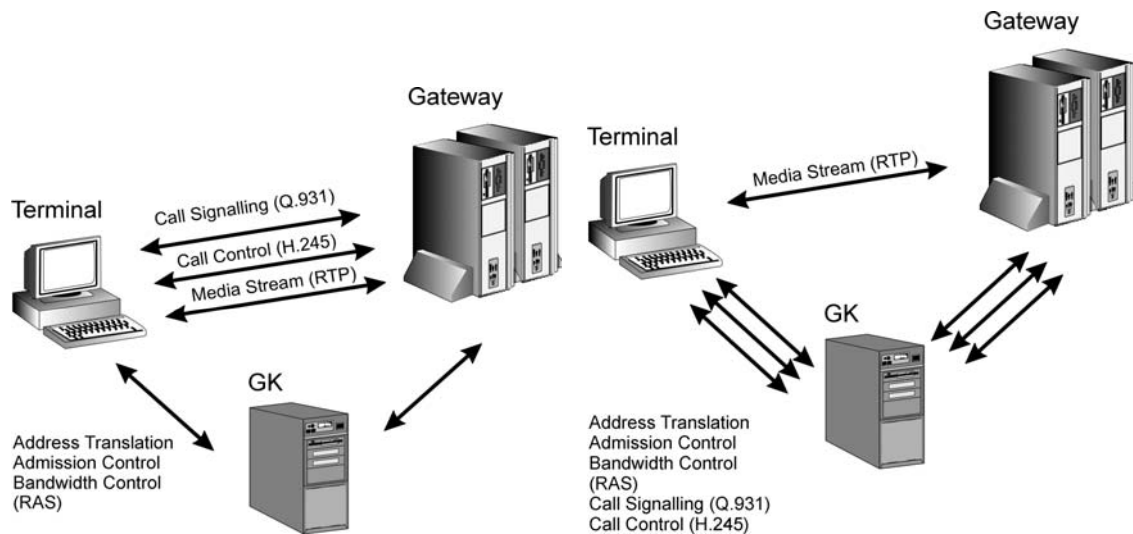 Gateway
Terminal
Call Signalling (Q.931)
Call Control (H.245)
Media Stream (RTP)
GK
Address Translation
Admission Control
Bandwidth Control
(RAS)
Gateway
Terminal
Media Stream (RTP)
GK
Address Translation
Admission Control
Bandwidth Control
(RAS)
Call Signalling (Q.931)
Call Control (H.245)